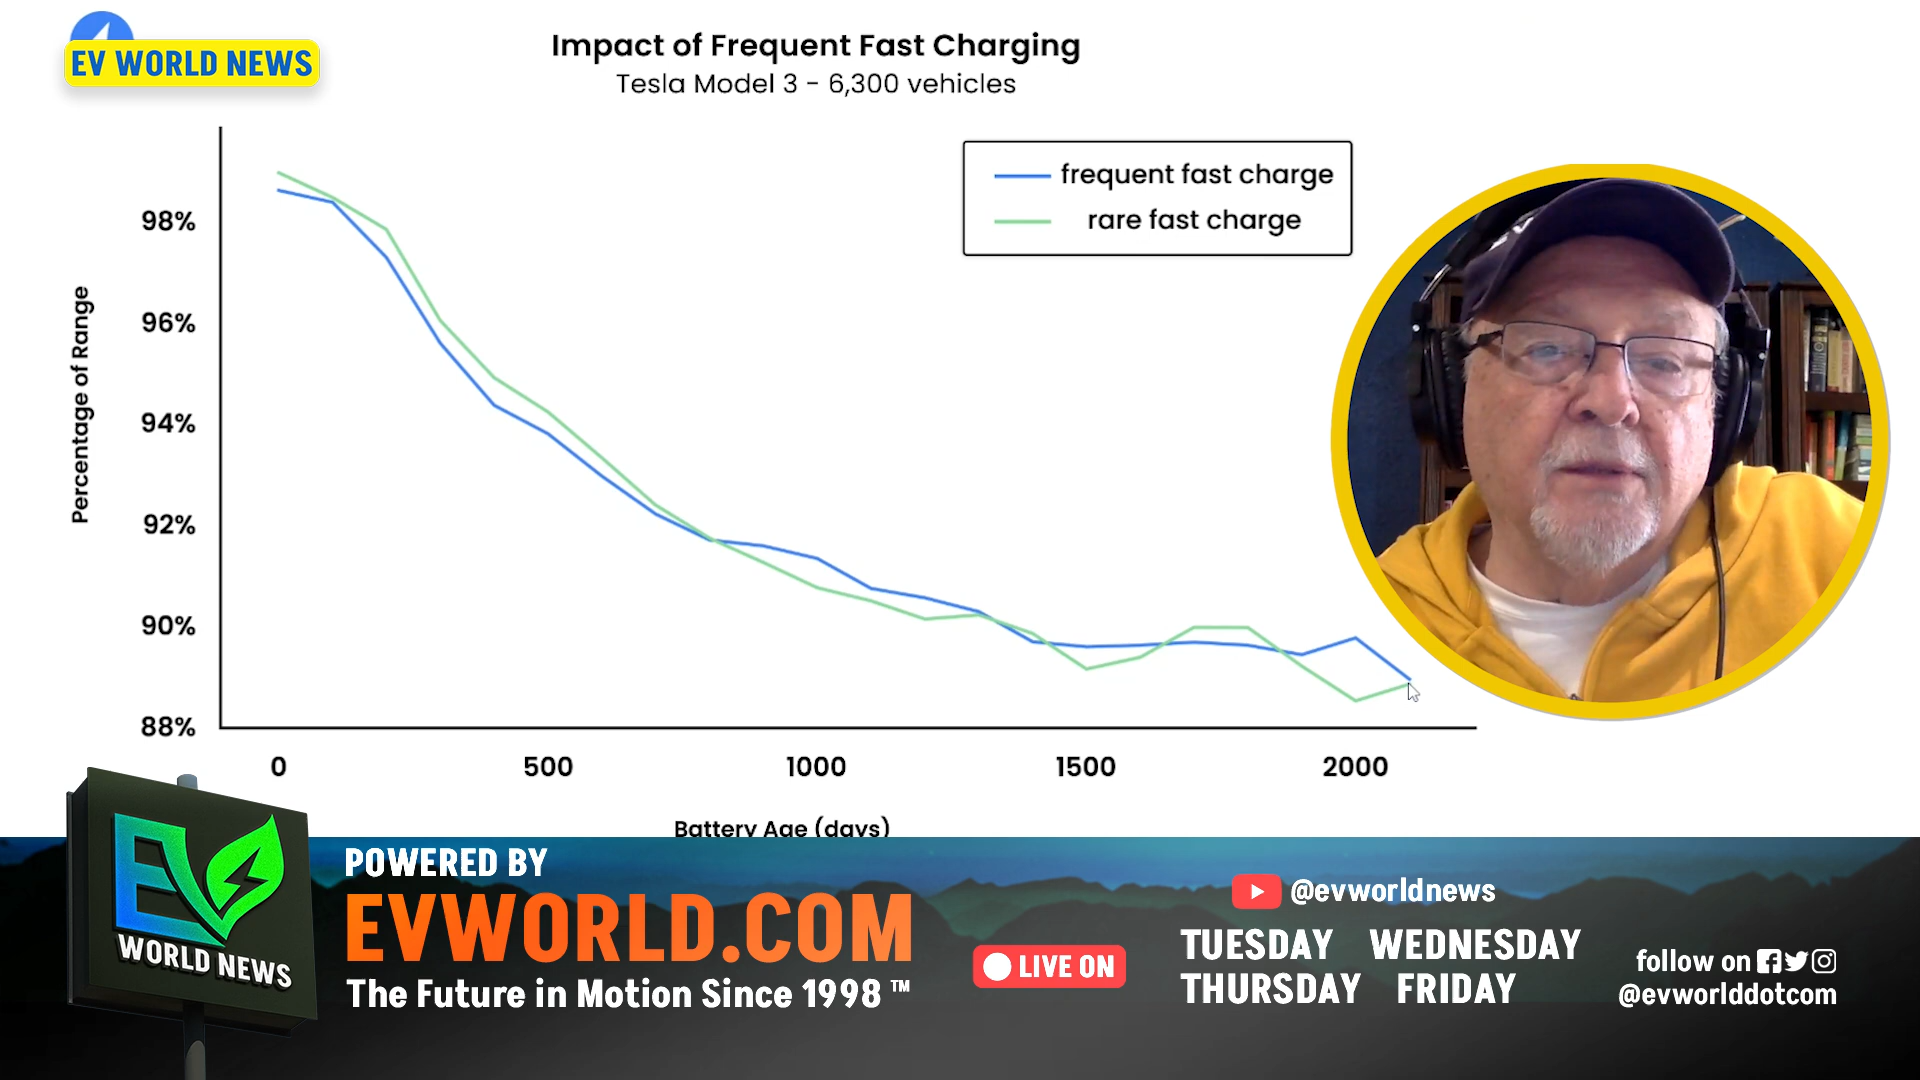 EV WORLD NEWS
Impact of Frequent Fast Charging
Tesla Model 3 - 6,300 vehicles
frequent fast charge
rare fast charge
Percentage of Range
98%
96%
94%
92%
90%
88%
0 500 1000 1500 2000
Battery Age (days)
EV
WORLD NEWS
POWERED BY
EVWORLD.COM
The Future in Motion Since 1998 ™
LIVE ON
@evworldnews
TUESDAY WEDNESDAY
THURSDAY FRIDAY
follow on
@evworlddotcom